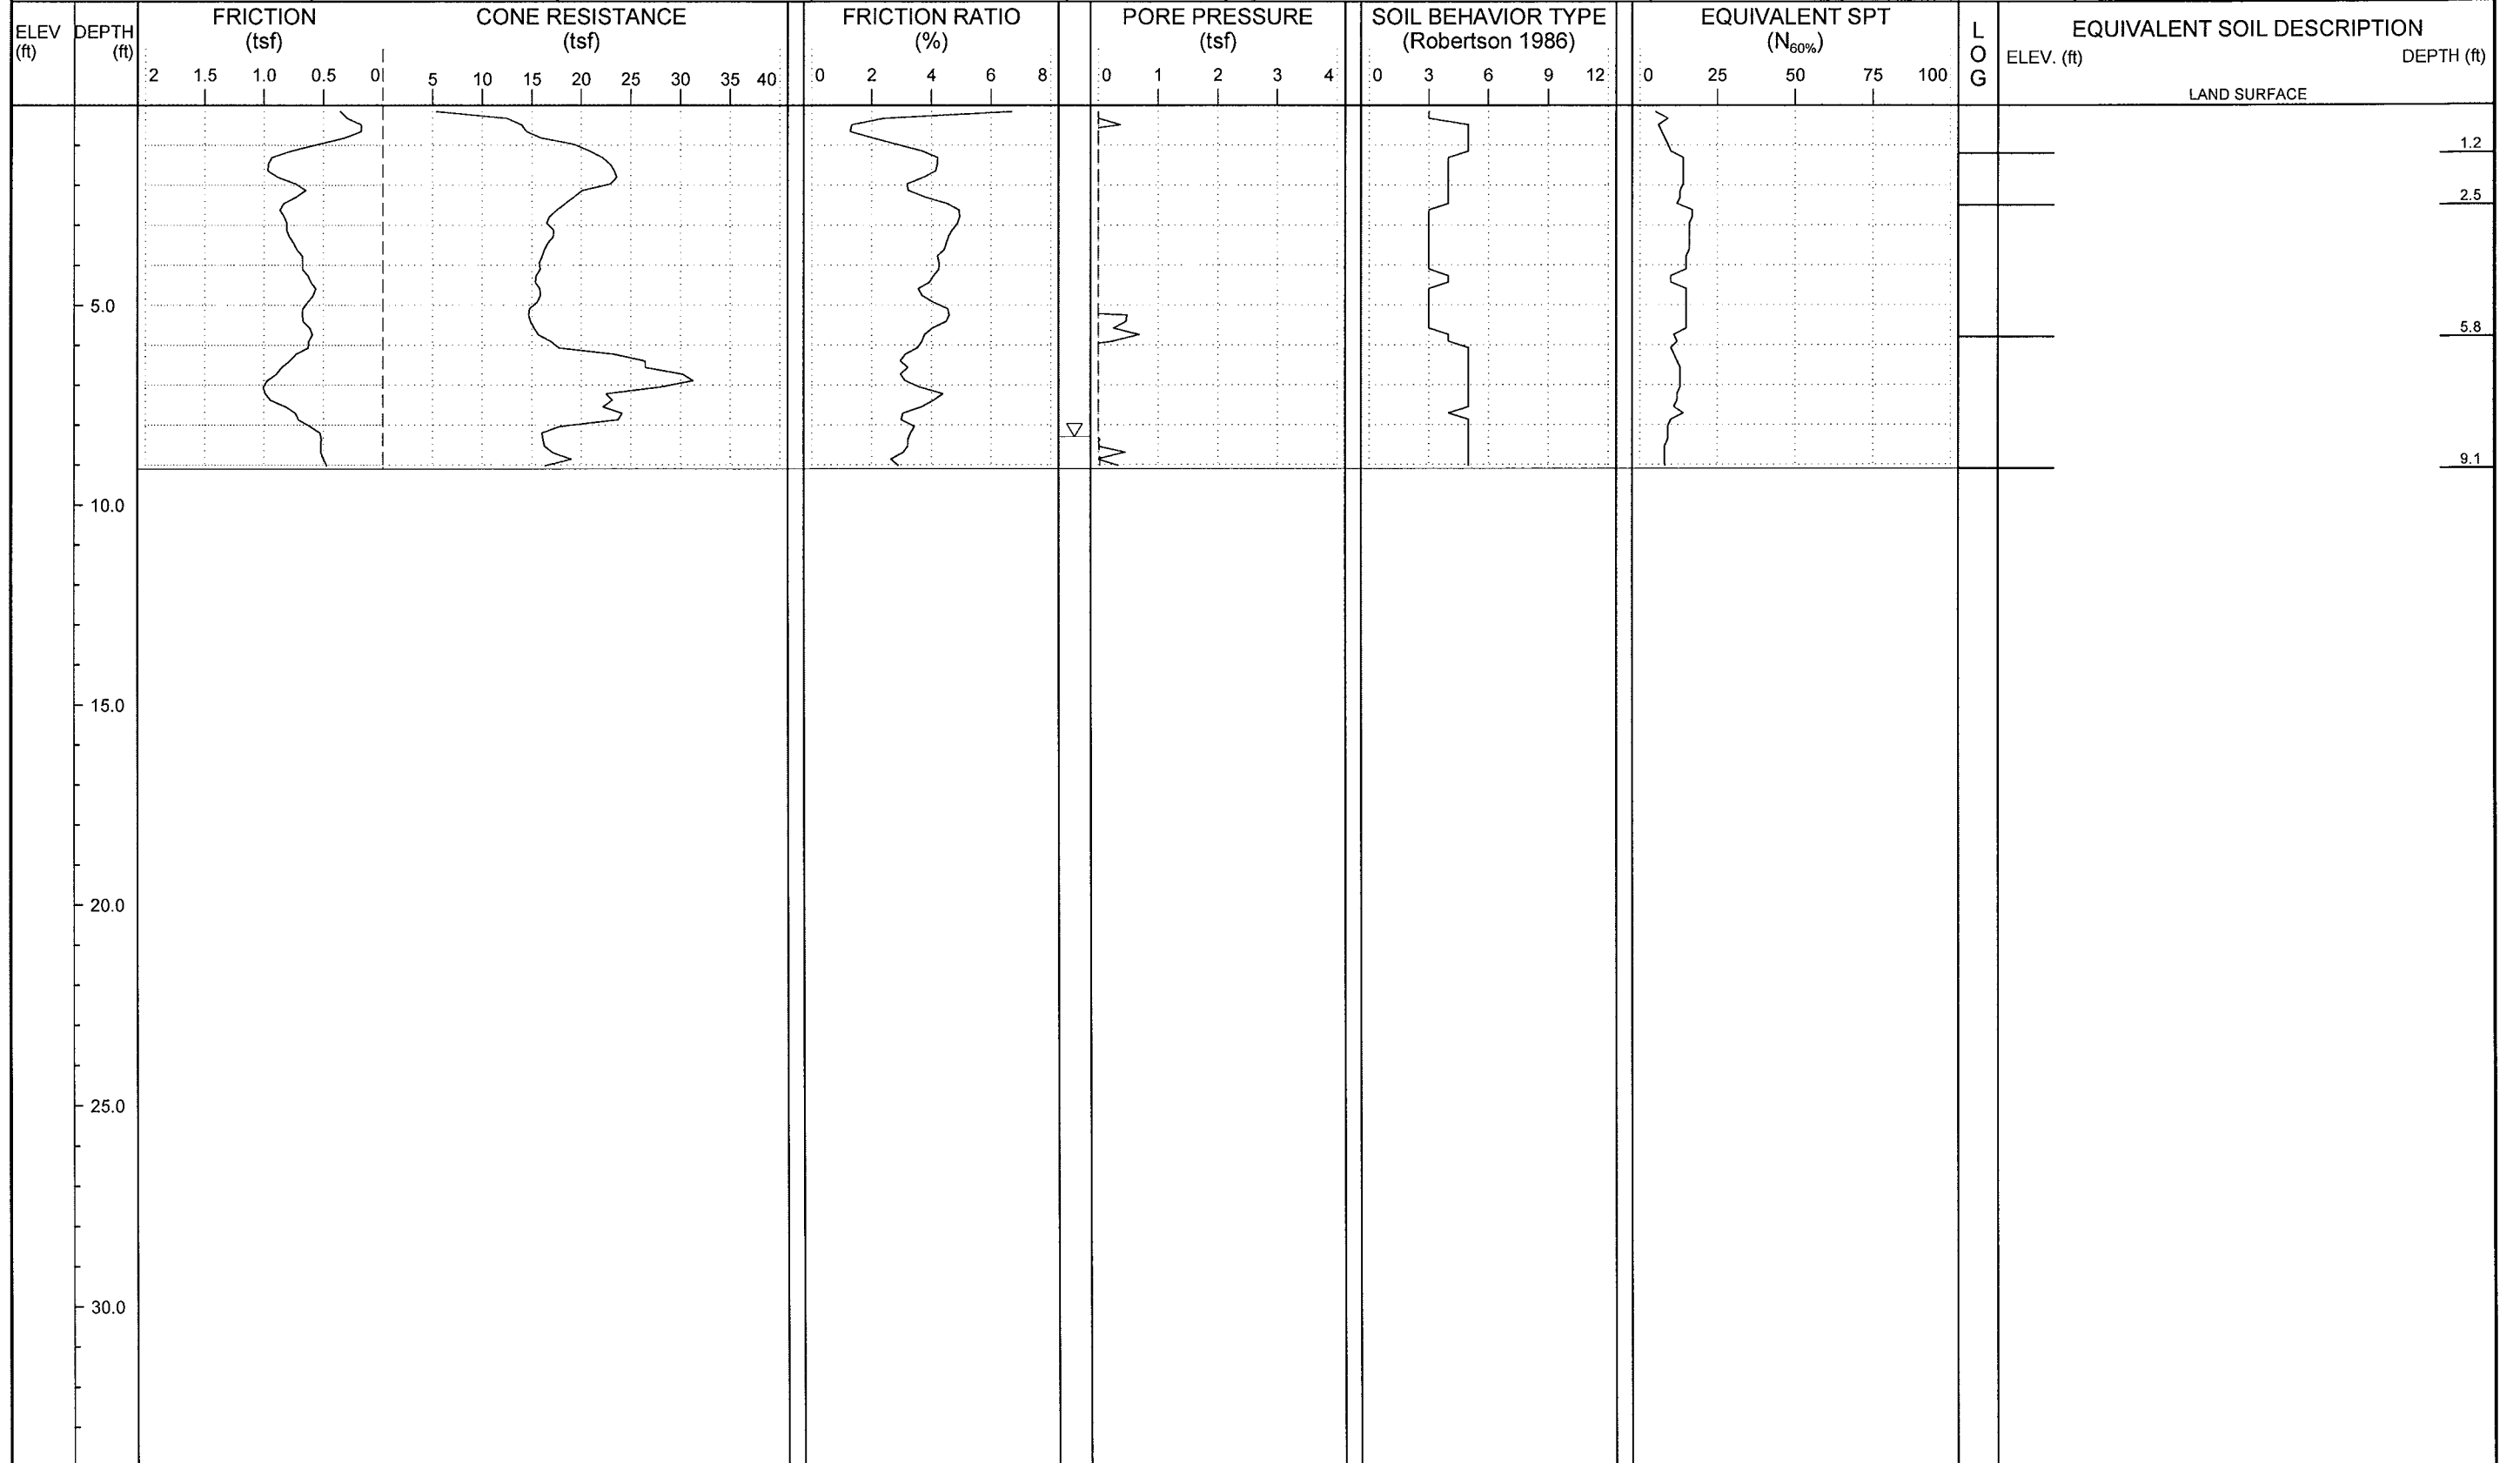 ELEV
(ft)
DEPTH
(ft)
FRICTION
(tsf)
2 1.5 1.0 0.5 0
CONE RESISTANCE
(tsf)
5 10 15 20 25 30 35 40
FRICTION RATIO
(%)
0 2 4 6 8
PORE PRESSURE
(tsf)
0 1 2 3 4
SOIL BEHAVIOR TYPE
(Robertson 1986)
0 3 6 9 12
EQUIVALENT SPT
(N60%)
0 25 50 75 100
L
O
G
EQUIVALENT SOIL DESCRIPTION
ELEV. (ft) DEPTH (ft)
LAND SURFACE
1.2
2.5
5.0
5.8
9.1
10.0
15.0
20.0
25.0
30.0